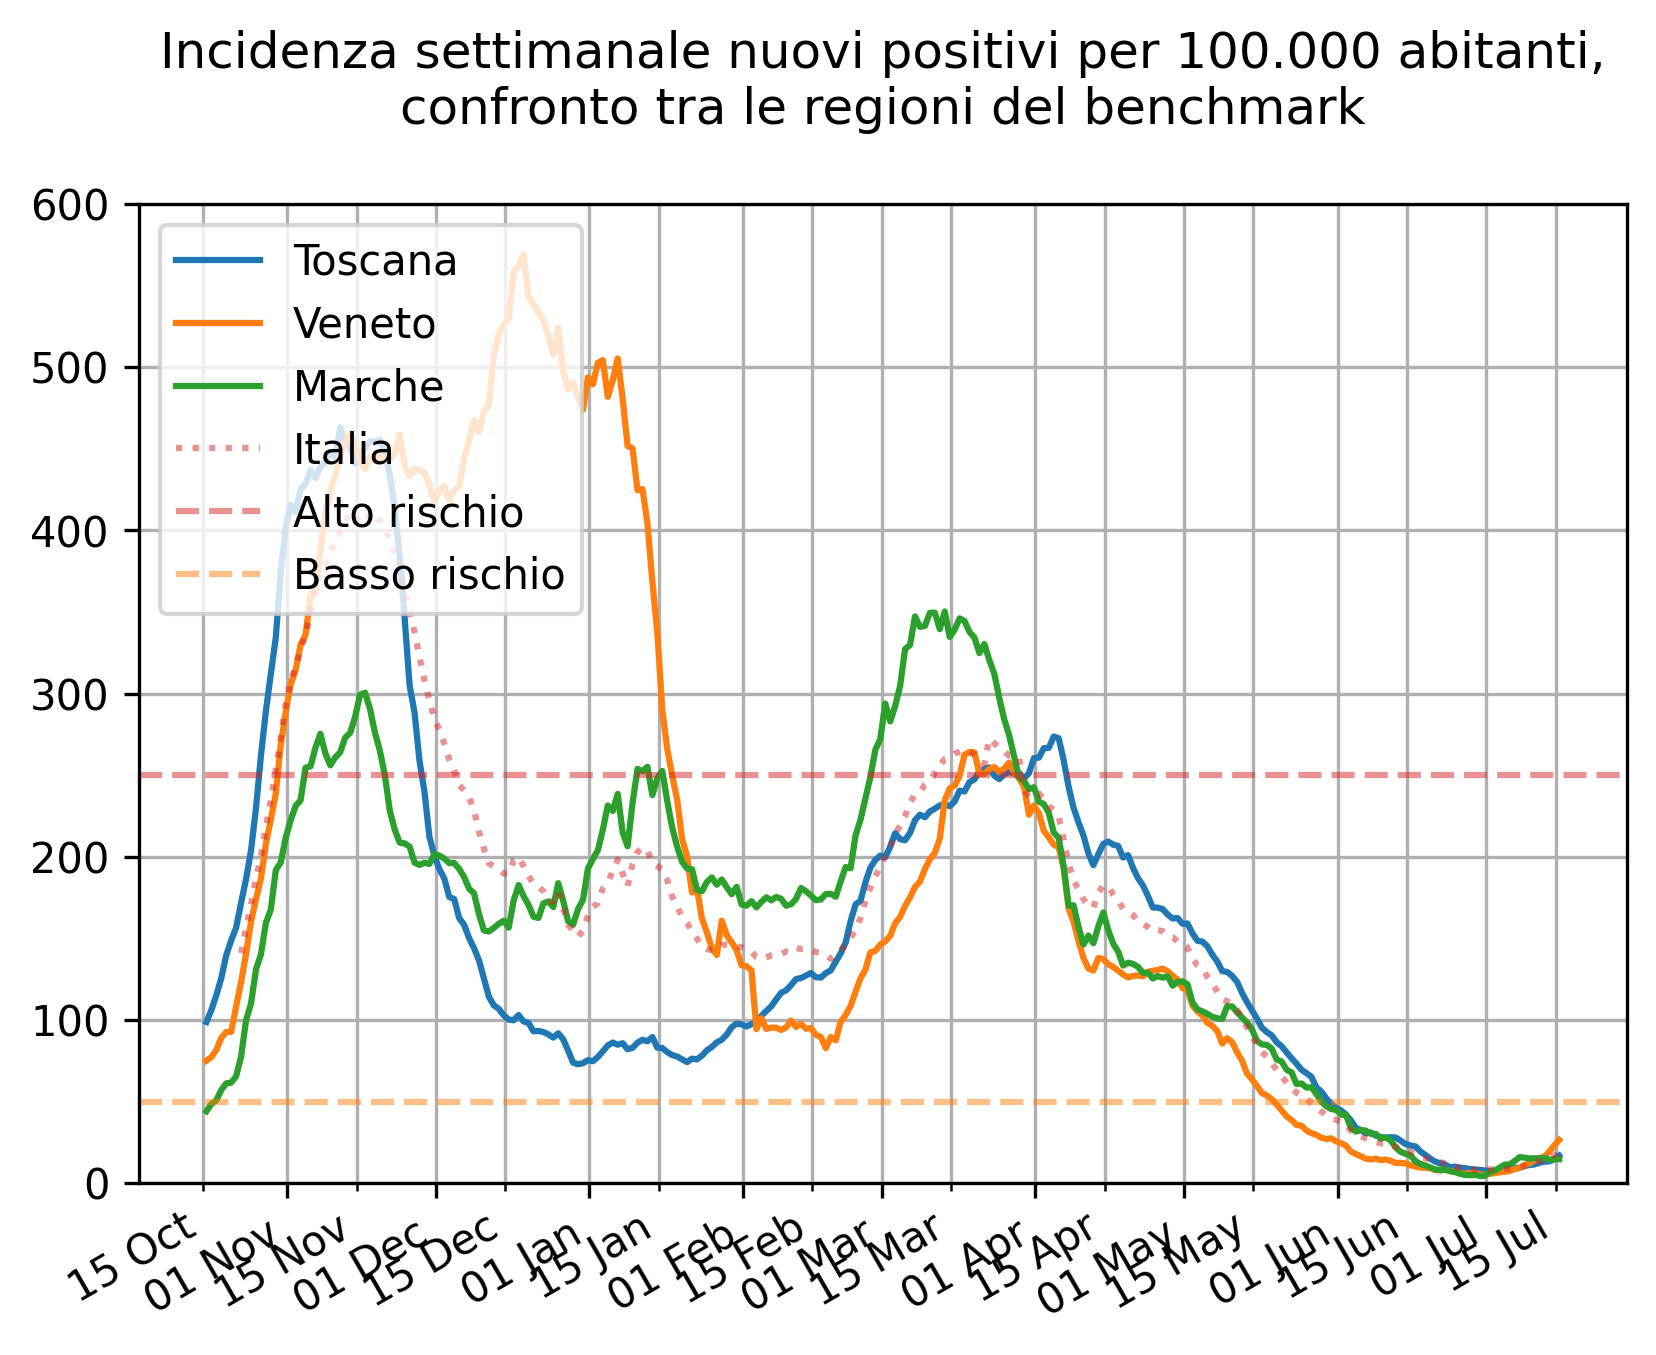 Incidenza settimanale nuovi positivi per 100.000 abitanti,
confronto tra le regioni del benchmark
600
500
400
300
200
100
0
Toscana
Veneto
Marche
Italia
Alto rischio
Basso rischio
15 Oct
01 Nov
15 Nov
01 Dec
15 Dec
01 Jan
15 Jan
01 Feb
15 Feb
01 Mar
15 Mar
01 Apr
15 Apr
01 May
15 May
01 Jun
15 Jun
01 Jul
15 Jul